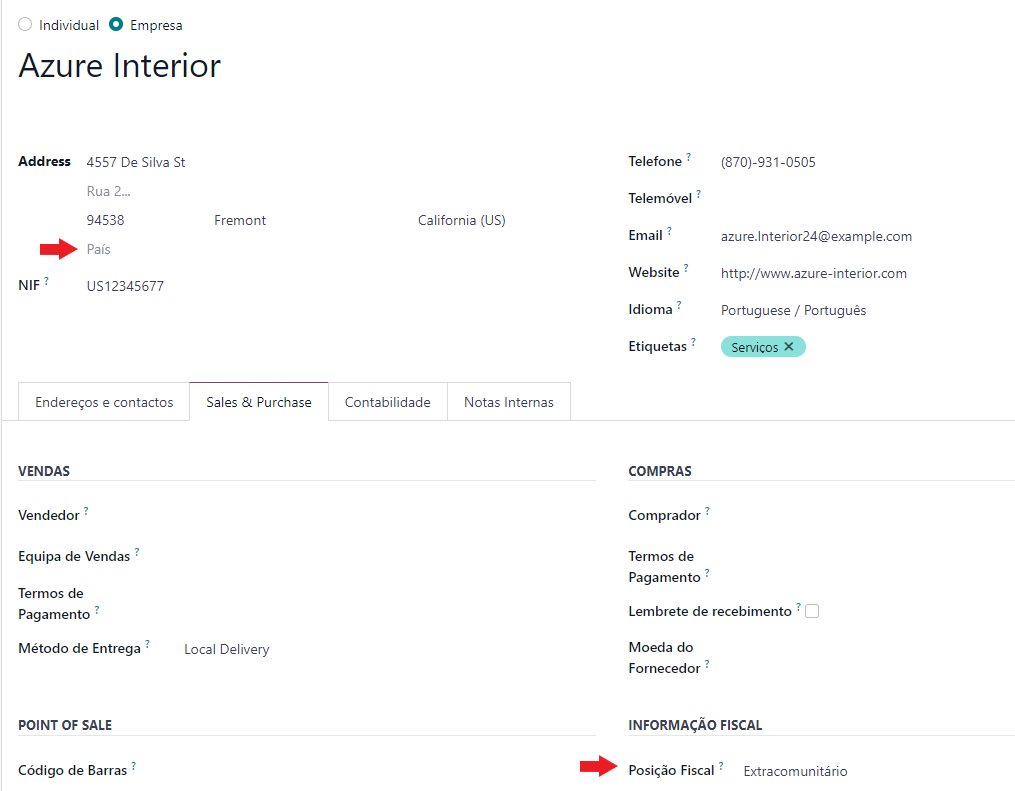 Individual Empresa
Azure Interior
Address 4557 De Silva St
Rua 2...
94538 Fremont California (US)
País
NIF ? US12345677
Telefone ? (870)-931-0505
Telemóvel ?
Email ? azure.Interior24@example.com
Website ? http://www.azure-interior.com
Idioma ? Portuguese / Português
Etiquetas ? Serviços ✕
Endereços e contactos Sales & Purchase Contabilidade Notas Internas
VENDAS
Vendedor ?
Equipa de Vendas ?
Termos de
Pagamento ?
Método de Entrega ? Local Delivery
COMPRAS
Comprador ?
Termos de
Pagamento ?
Lembrete de recebimento ?
Moeda do
Fornecedor ?
POINT OF SALE
Código de Barras ?
INFORMAÇÃO FISCAL
Posição Fiscal ? Extracomunitário